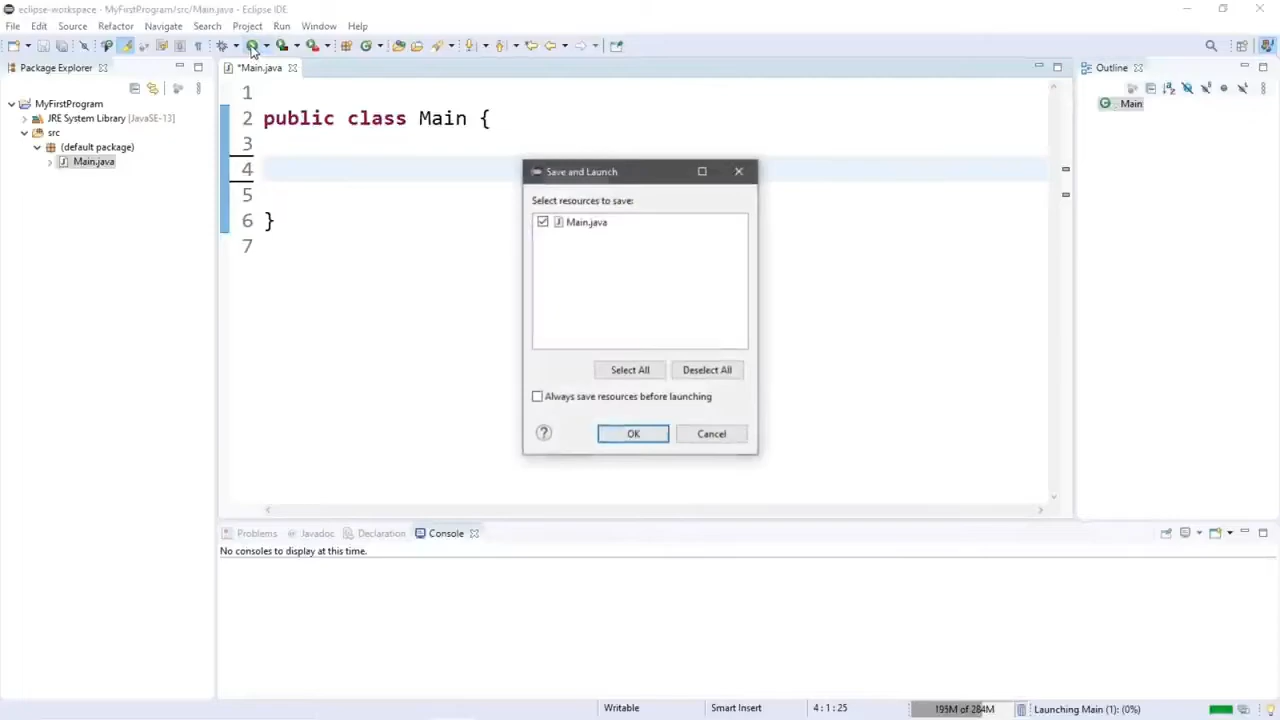 eclipse-workspace - MyFirstProgram/src/Main.java - Eclipse IDE
File Edit Source Refactor Navigate Search Project Run Window Help
Package Explorer
*Main.java
Outline
MyFirstProgram
JRE System Library [JavaSE-13]
src
(default package)
Main.java
1
2 public class Main {
3
4
5
6 }
7
Main
Save and Launch
Select resources to save:
Main.java
Select All Deselect All
Always save resources before launching
? OK Cancel
Problems Javadoc Declaration Console
No consoles to display at this time.
Writable Smart Insert 4 : 1 : 25 195M of 284M Launching Main (1): (0%)